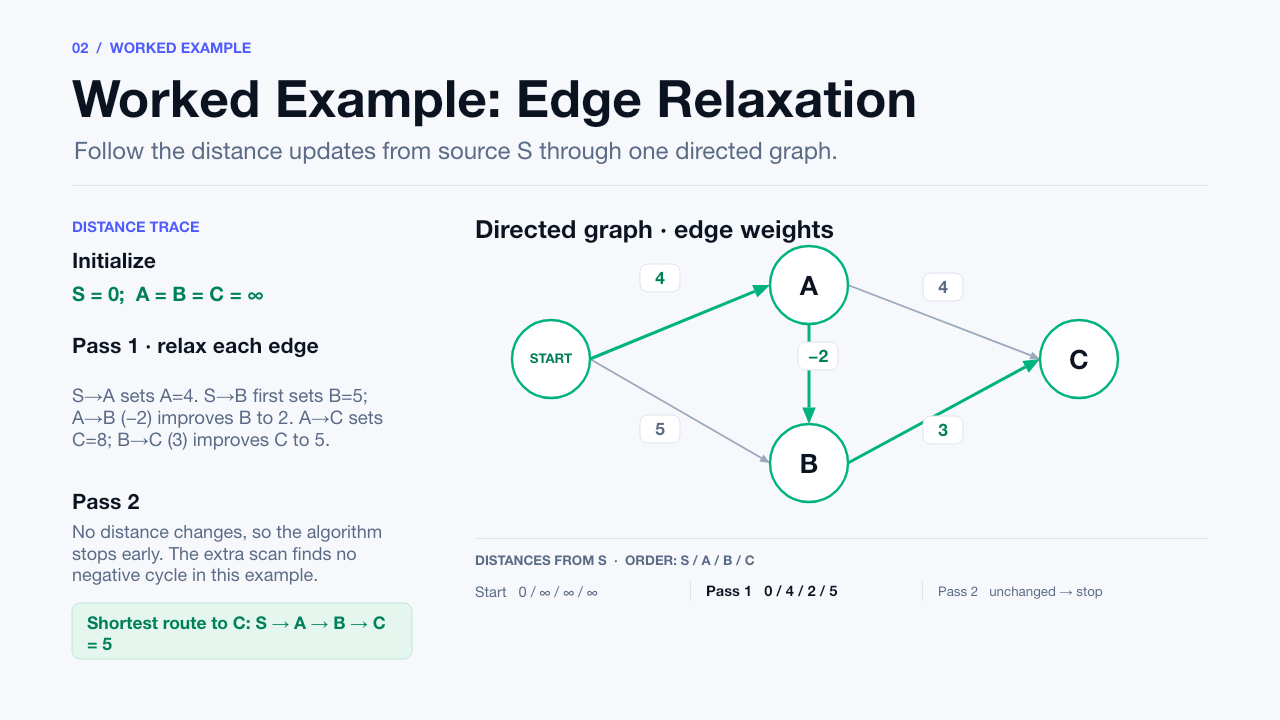 02 / WORKED EXAMPLE
Worked Example: Edge Relaxation
Follow the distance updates from source S through one directed graph.
DISTANCE TRACE
Initialize
S = 0; A = B = C = ∞
Pass 1 · relax each edge
S→A sets A=4. S→B first sets B=5;
A→B (−2) improves B to 2. A→C sets
C=8; B→C (3) improves C to 5.
Pass 2
No distance changes, so the algorithm
stops early. The extra scan finds no
negative cycle in this example.
Shortest route to C: S → A → B → C
= 5
Directed graph · edge weights
4
A
4
START
−2
C
5
3
B
DISTANCES FROM S · ORDER: S / A / B / C
Start 0 / ∞ / ∞ / ∞
Pass 1 0 / 4 / 2 / 5
Pass 2 unchanged → stop